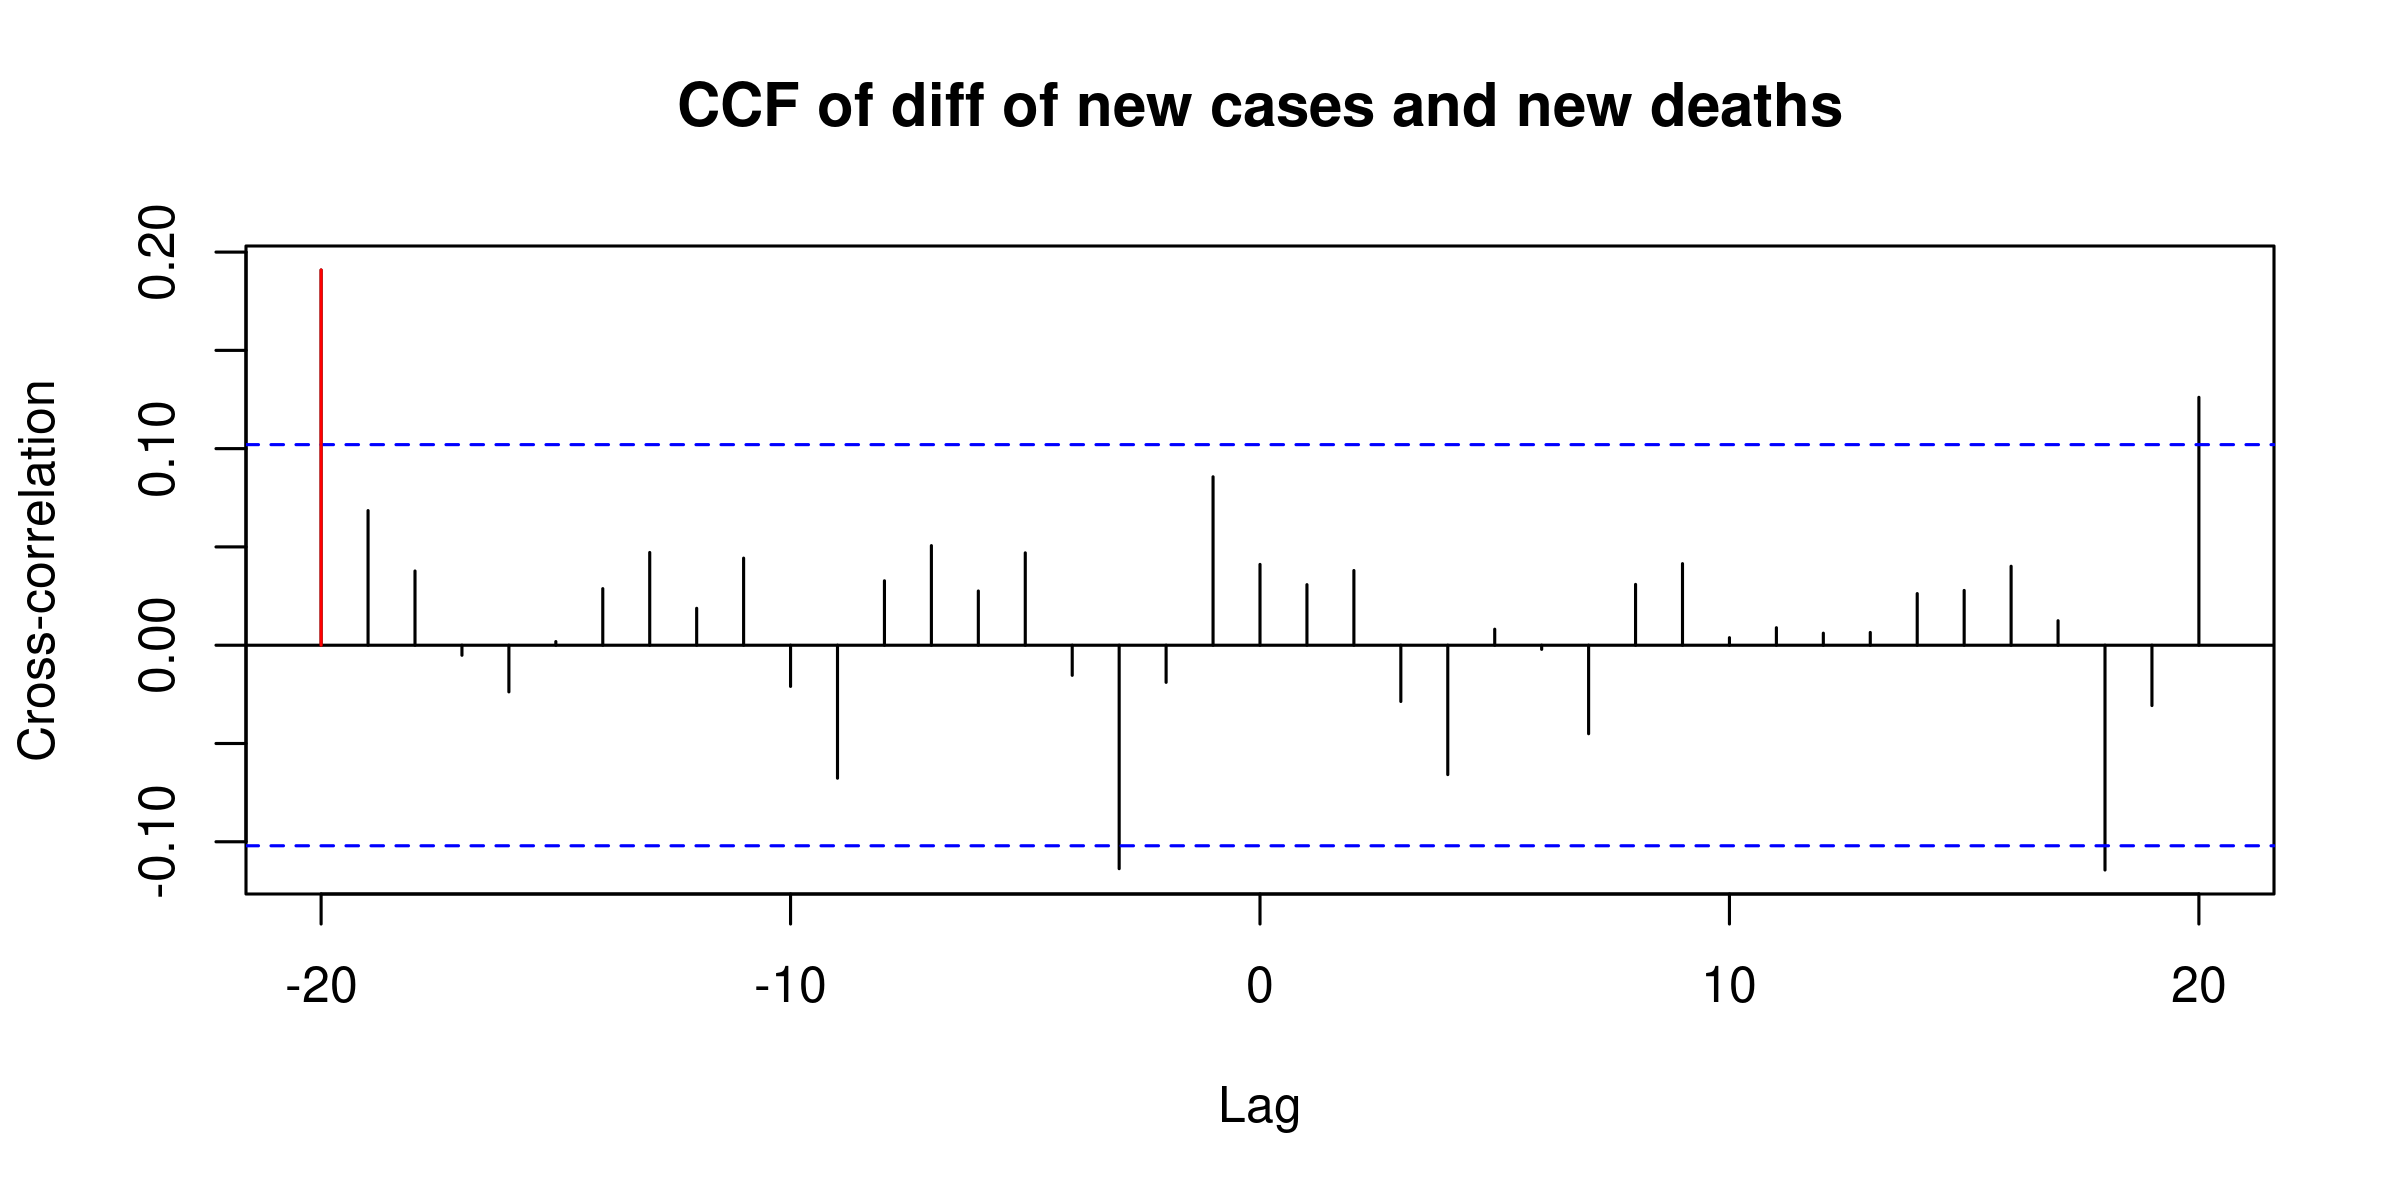 CCF of diff of new cases and new deaths
Cross-correlation
0.20
0.10
0.00
-0.10
-20 -10 0 10 20
Lag